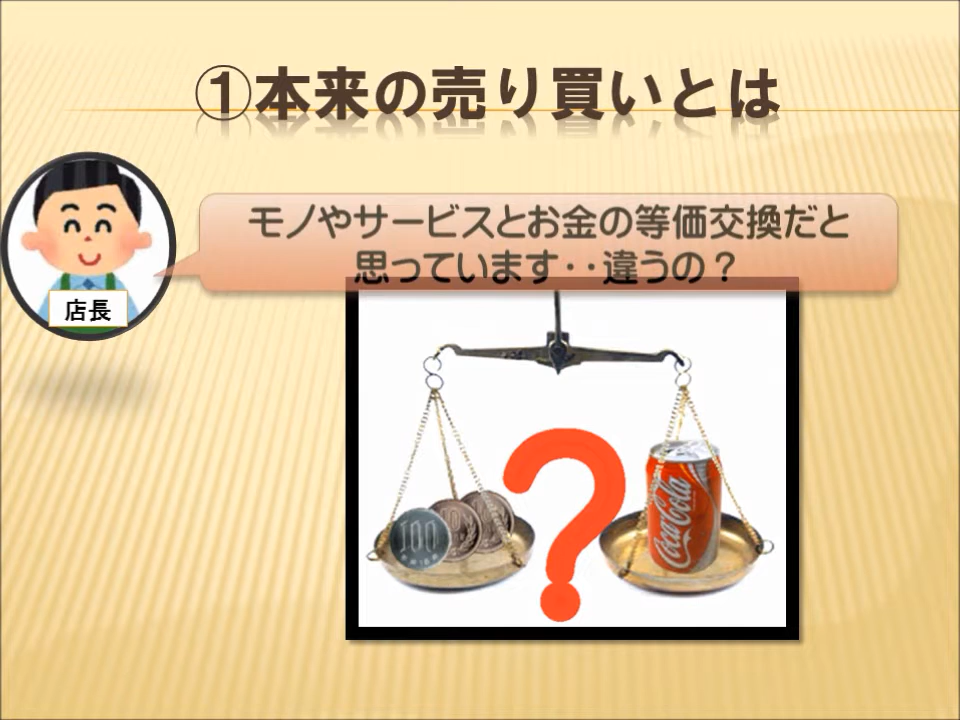 ①本来の売り買いとは
モノやサービスとお金の等価交換だと
思っています‥違うの？
店長
100
Coca-Cola